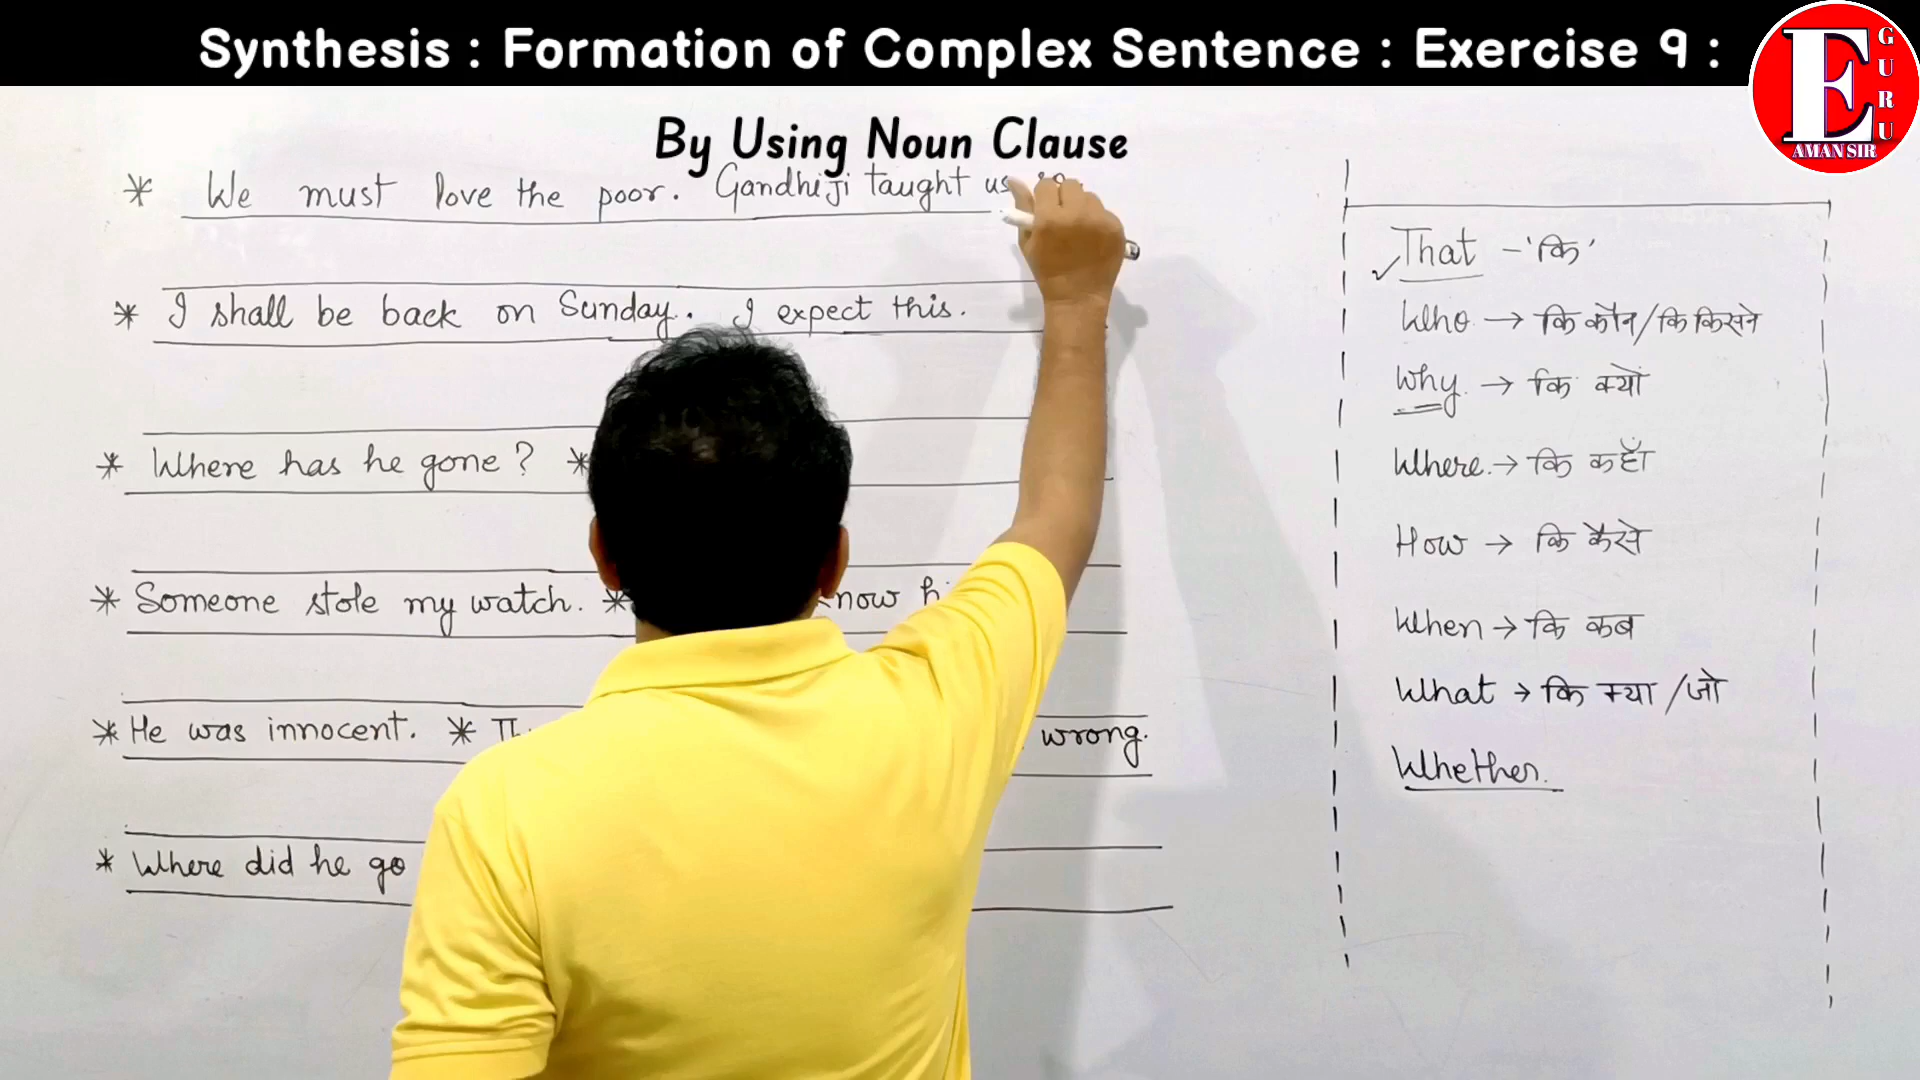 Synthesis : Formation of Complex Sentence : Exercise 9 :
E GURU
AMAN SIR
By Using Noun Clause
* We must love the poor. Gandhiji taught us so.
* I shall be back on Sunday. I expect this.
* Where has he gone? *
* Someone stole my watch. * know
* He was innocent. * wrong.
* Where did he go
✓That - 'कि'
Who → कि कौन/कि किसने
Why. → कि क्यों
Where. → कि कहाँ
How → कि कैसे
When → कि कब
What → कि क्या /जो
Whether.